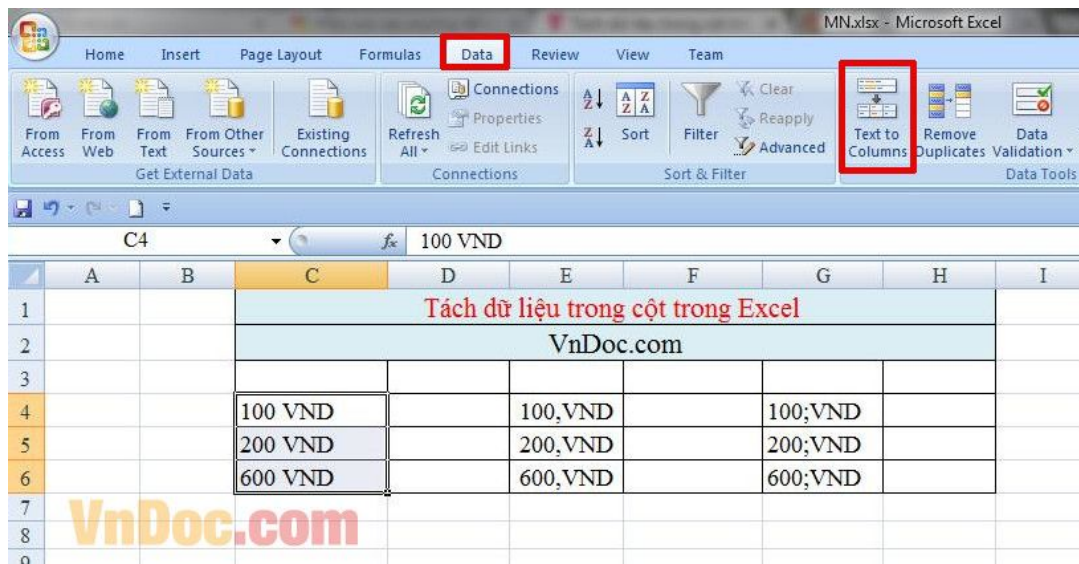 MN.xlsx - Microsoft Excel
Home Insert Page Layout Formulas Data Review View Team
From Access
From Web
From Text
From Other Sources
Existing Connections
Get External Data
Refresh All
Connections
Properties
Edit Links
Connections
Sort
Filter
Clear
Reapply
Advanced
Sort & Filter
Text to Columns
Remove Duplicates
Data Validation
Data Tools
C4 fx 100 VND
A B C D E F G H I
1 Tách dữ liệu trong cột trong Excel
2 VnDoc.com
3
4 100 VND 100,VND 100;VND
5 200 VND 200,VND 200;VND
6 600 VND 600,VND 600;VND
7
8
9
VnDoc.com